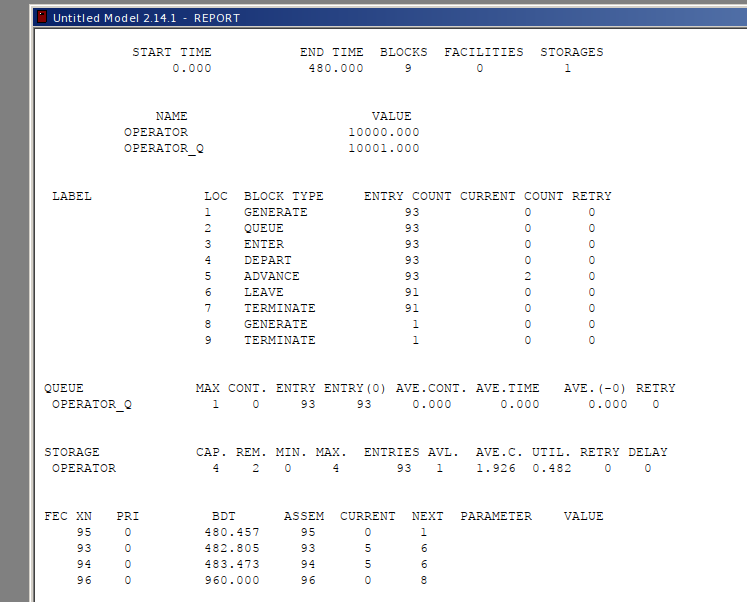 Untitled Model 2.14.1 - REPORT
START TIME END TIME BLOCKS FACILITIES STORAGES
0.000 480.000 9 0 1
NAME VALUE
OPERATOR 10000.000
OPERATOR_Q 10001.000
LABEL LOC BLOCK TYPE ENTRY COUNT CURRENT COUNT RETRY
1 GENERATE 93 0 0
2 QUEUE 93 0 0
3 ENTER 93 0 0
4 DEPART 93 0 0
5 ADVANCE 93 2 0
6 LEAVE 91 0 0
7 TERMINATE 91 0 0
8 GENERATE 1 0 0
9 TERMINATE 1 0 0
QUEUE MAX CONT. ENTRY ENTRY(0) AVE.CONT. AVE.TIME AVE.(-0) RETRY
OPERATOR_Q 1 0 93 93 0.000 0.000 0.000 0
STORAGE CAP. REM. MIN. MAX. ENTRIES AVL. AVE.C. UTIL. RETRY DELAY
OPERATOR 4 2 0 4 93 1 1.926 0.482 0 0
FEC XN PRI BDT ASSEM CURRENT NEXT PARAMETER VALUE
95 0 480.457 95 0 1
93 0 482.805 93 5 6
94 0 483.473 94 5 6
96 0 960.000 96 0 8